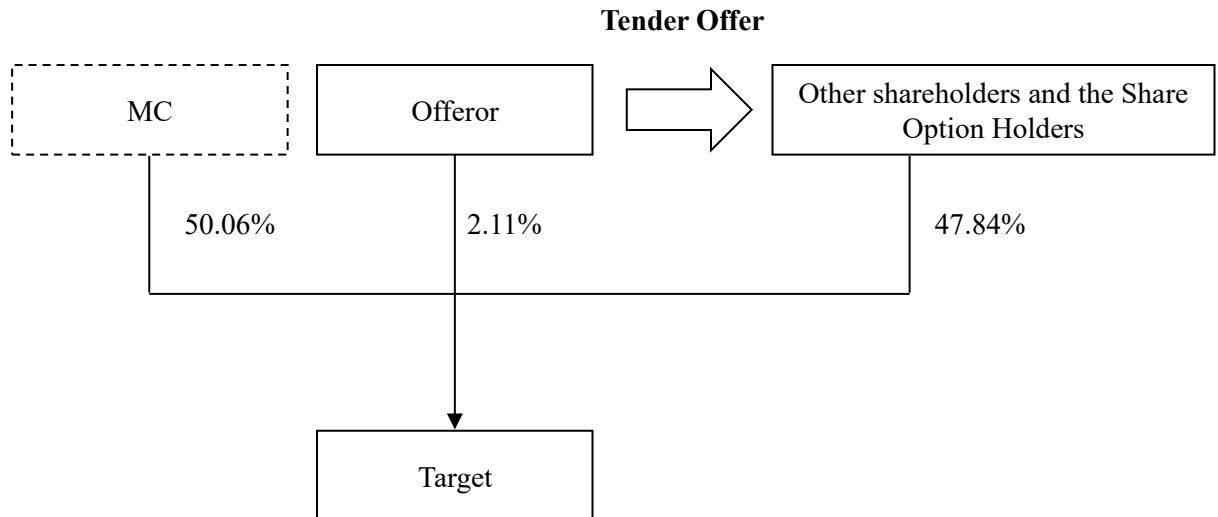 Tender Offer
MC
Offeror
Other shareholders and the Share
Option Holders
50.06%
2.11%
47.84%
Target